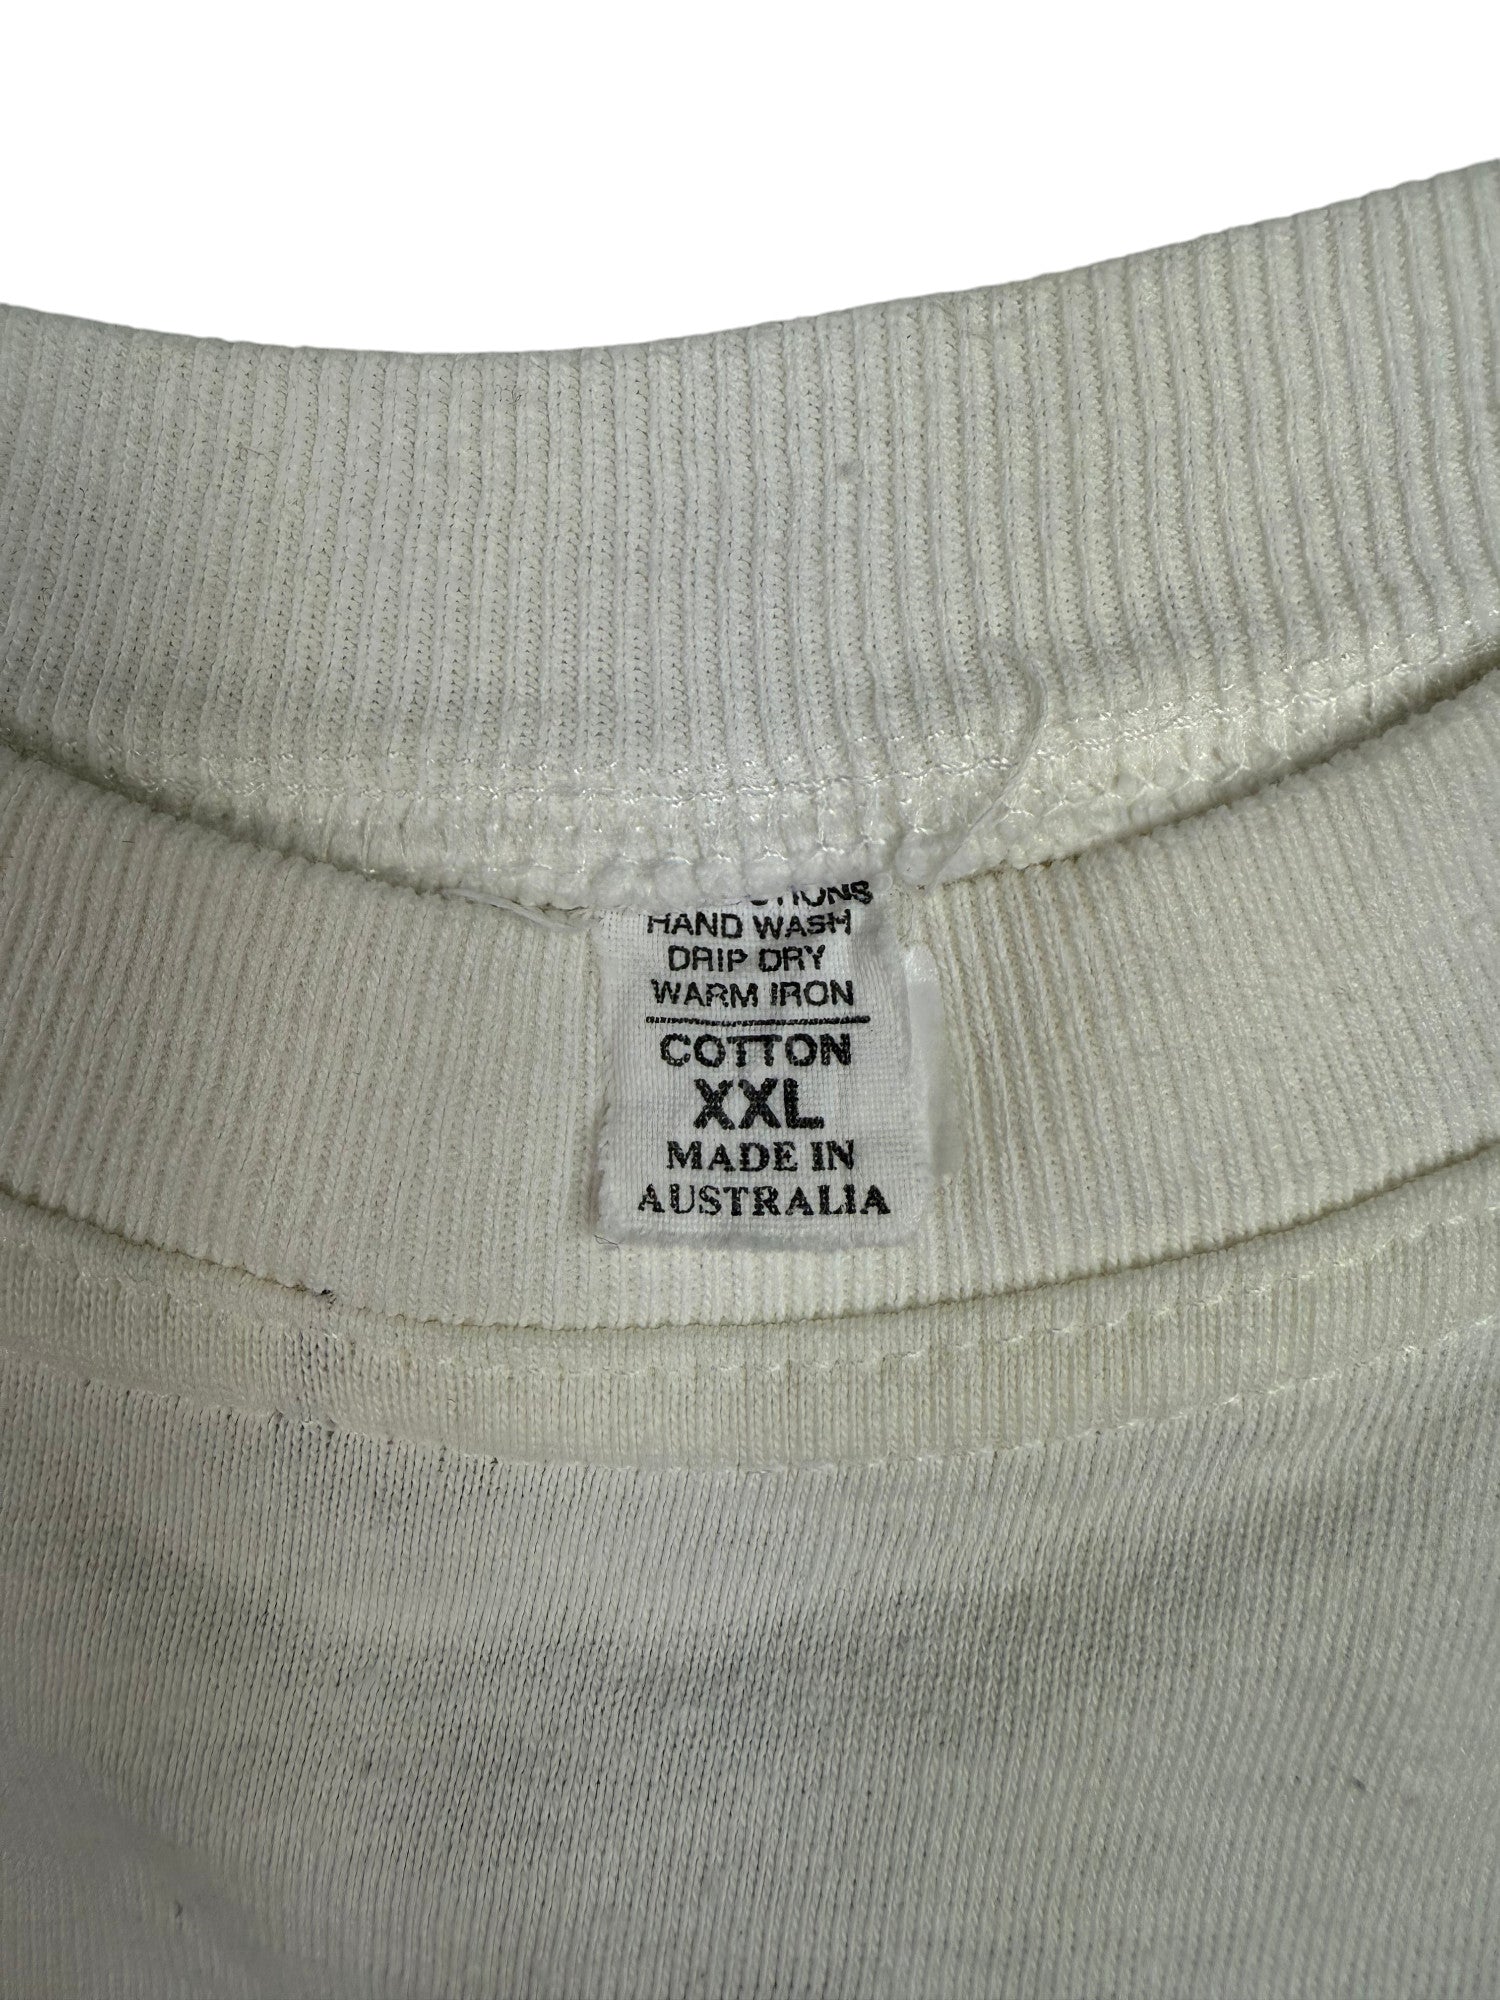 HAND WASH
DRIP DRY
WARM IRON
COTTON
XXL
MADE IN
AUSTRALIA